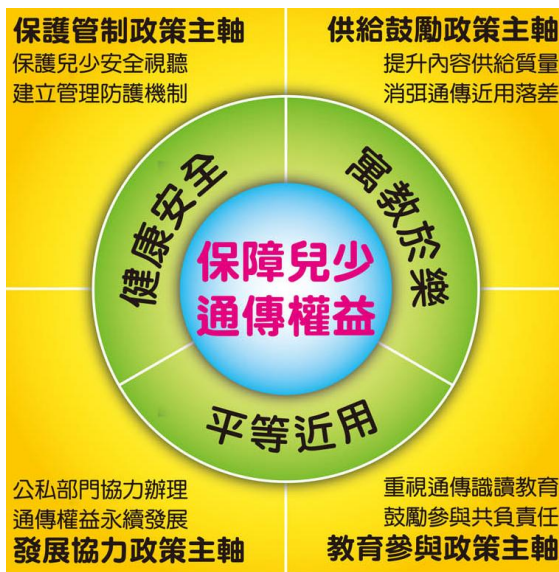 保護管制政策主軸
保護兒少安全視聽
建立管理防護機制
供給鼓勵政策主軸
提升內容供給質量
消弭通傳近用落差
健康安全
寓教於樂
保障兒少
通傳權益
平等近用
公私部門協力辦理
通傳權益永續發展
發展協力政策主軸
重視通傳識讀教育
鼓勵參與共負責任
教育參與政策主軸